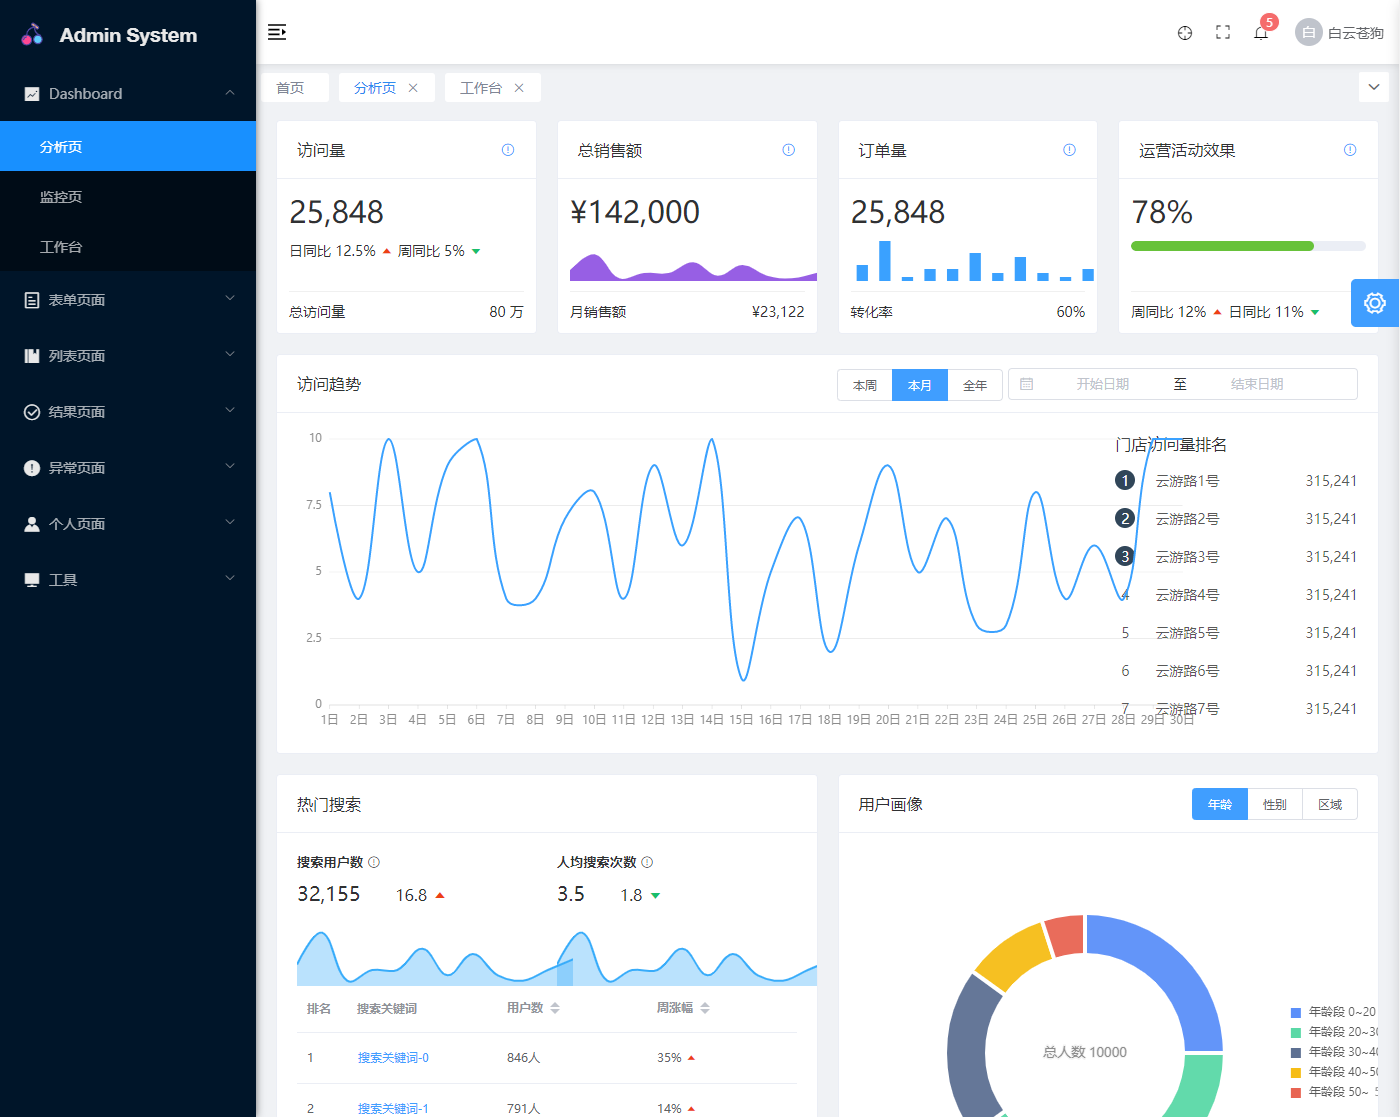 Admin System
Dashboard
分析页
监控页
工作台
表单页面
列表页面
结果页面
异常页面
个人页面
工具
5
白 白云苍狗
首页 分析页 工作台
访问量
25,848
日同比 12.5% 周同比 5%
总访问量 80 万
总销售额
¥142,000
月销售额 ¥23,122
订单量
25,848
转化率 60%
运营活动效果
78%
周同比 12% 日同比 11%
访问趋势
本周 本月 全年 开始日期 至 结束日期
10
7.5
5
2.5
0
1日 2日 3日 4日 5日 6日 7日 8日 9日 10日 11日 12日 13日 14日 15日 16日 17日 18日 19日 20日 21日 22日 23日 24日 25日 26日 27日 28日 29日 30日
门店访问量排名
1 云游路1号 315,241
2 云游路2号 315,241
3 云游路3号 315,241
4 云游路4号 315,241
5 云游路5号 315,241
6 云游路6号 315,241
7 云游路7号 315,241
热门搜索
搜索用户数
32,155 16.8
人均搜索次数
3.5 1.8
排名 搜索关键词 用户数 周涨幅
1 搜索关键词-0 846人 35%
2 搜索关键词-1 791人 14%
用户画像
年龄 性别 区域
总人数 10000
年龄段 0~20
年龄段 20~30
年龄段 30~40
年龄段 40~50
年龄段 50~